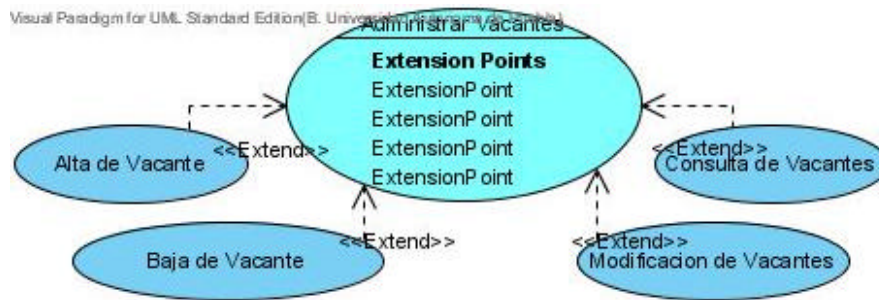 Visual Paradigm for UML Standard Edition(B. Universidad
Administrar Vacantes
Extension Points
ExtensionPoint
ExtensionPoint
ExtensionPoint
ExtensionPoint
<<Extend>>
<<Extend>>
Alta de Vacante
Consulta de Vacantes
<<Extend>>
<<Extend>>
Baja de Vacante
Modificacion de Vacantes